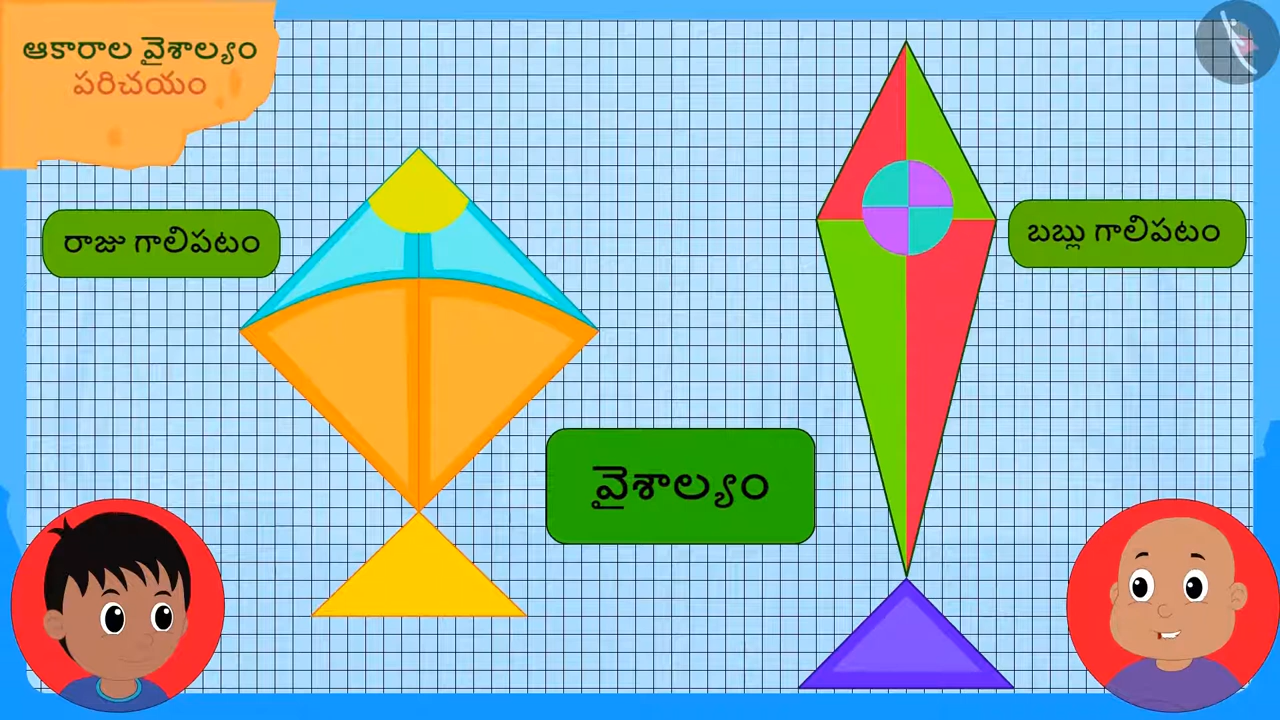 ఆకారాల వైశాల్యం
పరిచయం
రాజు గాలిపటం
బబ్లు గాలిపటం
వైశాల్యం